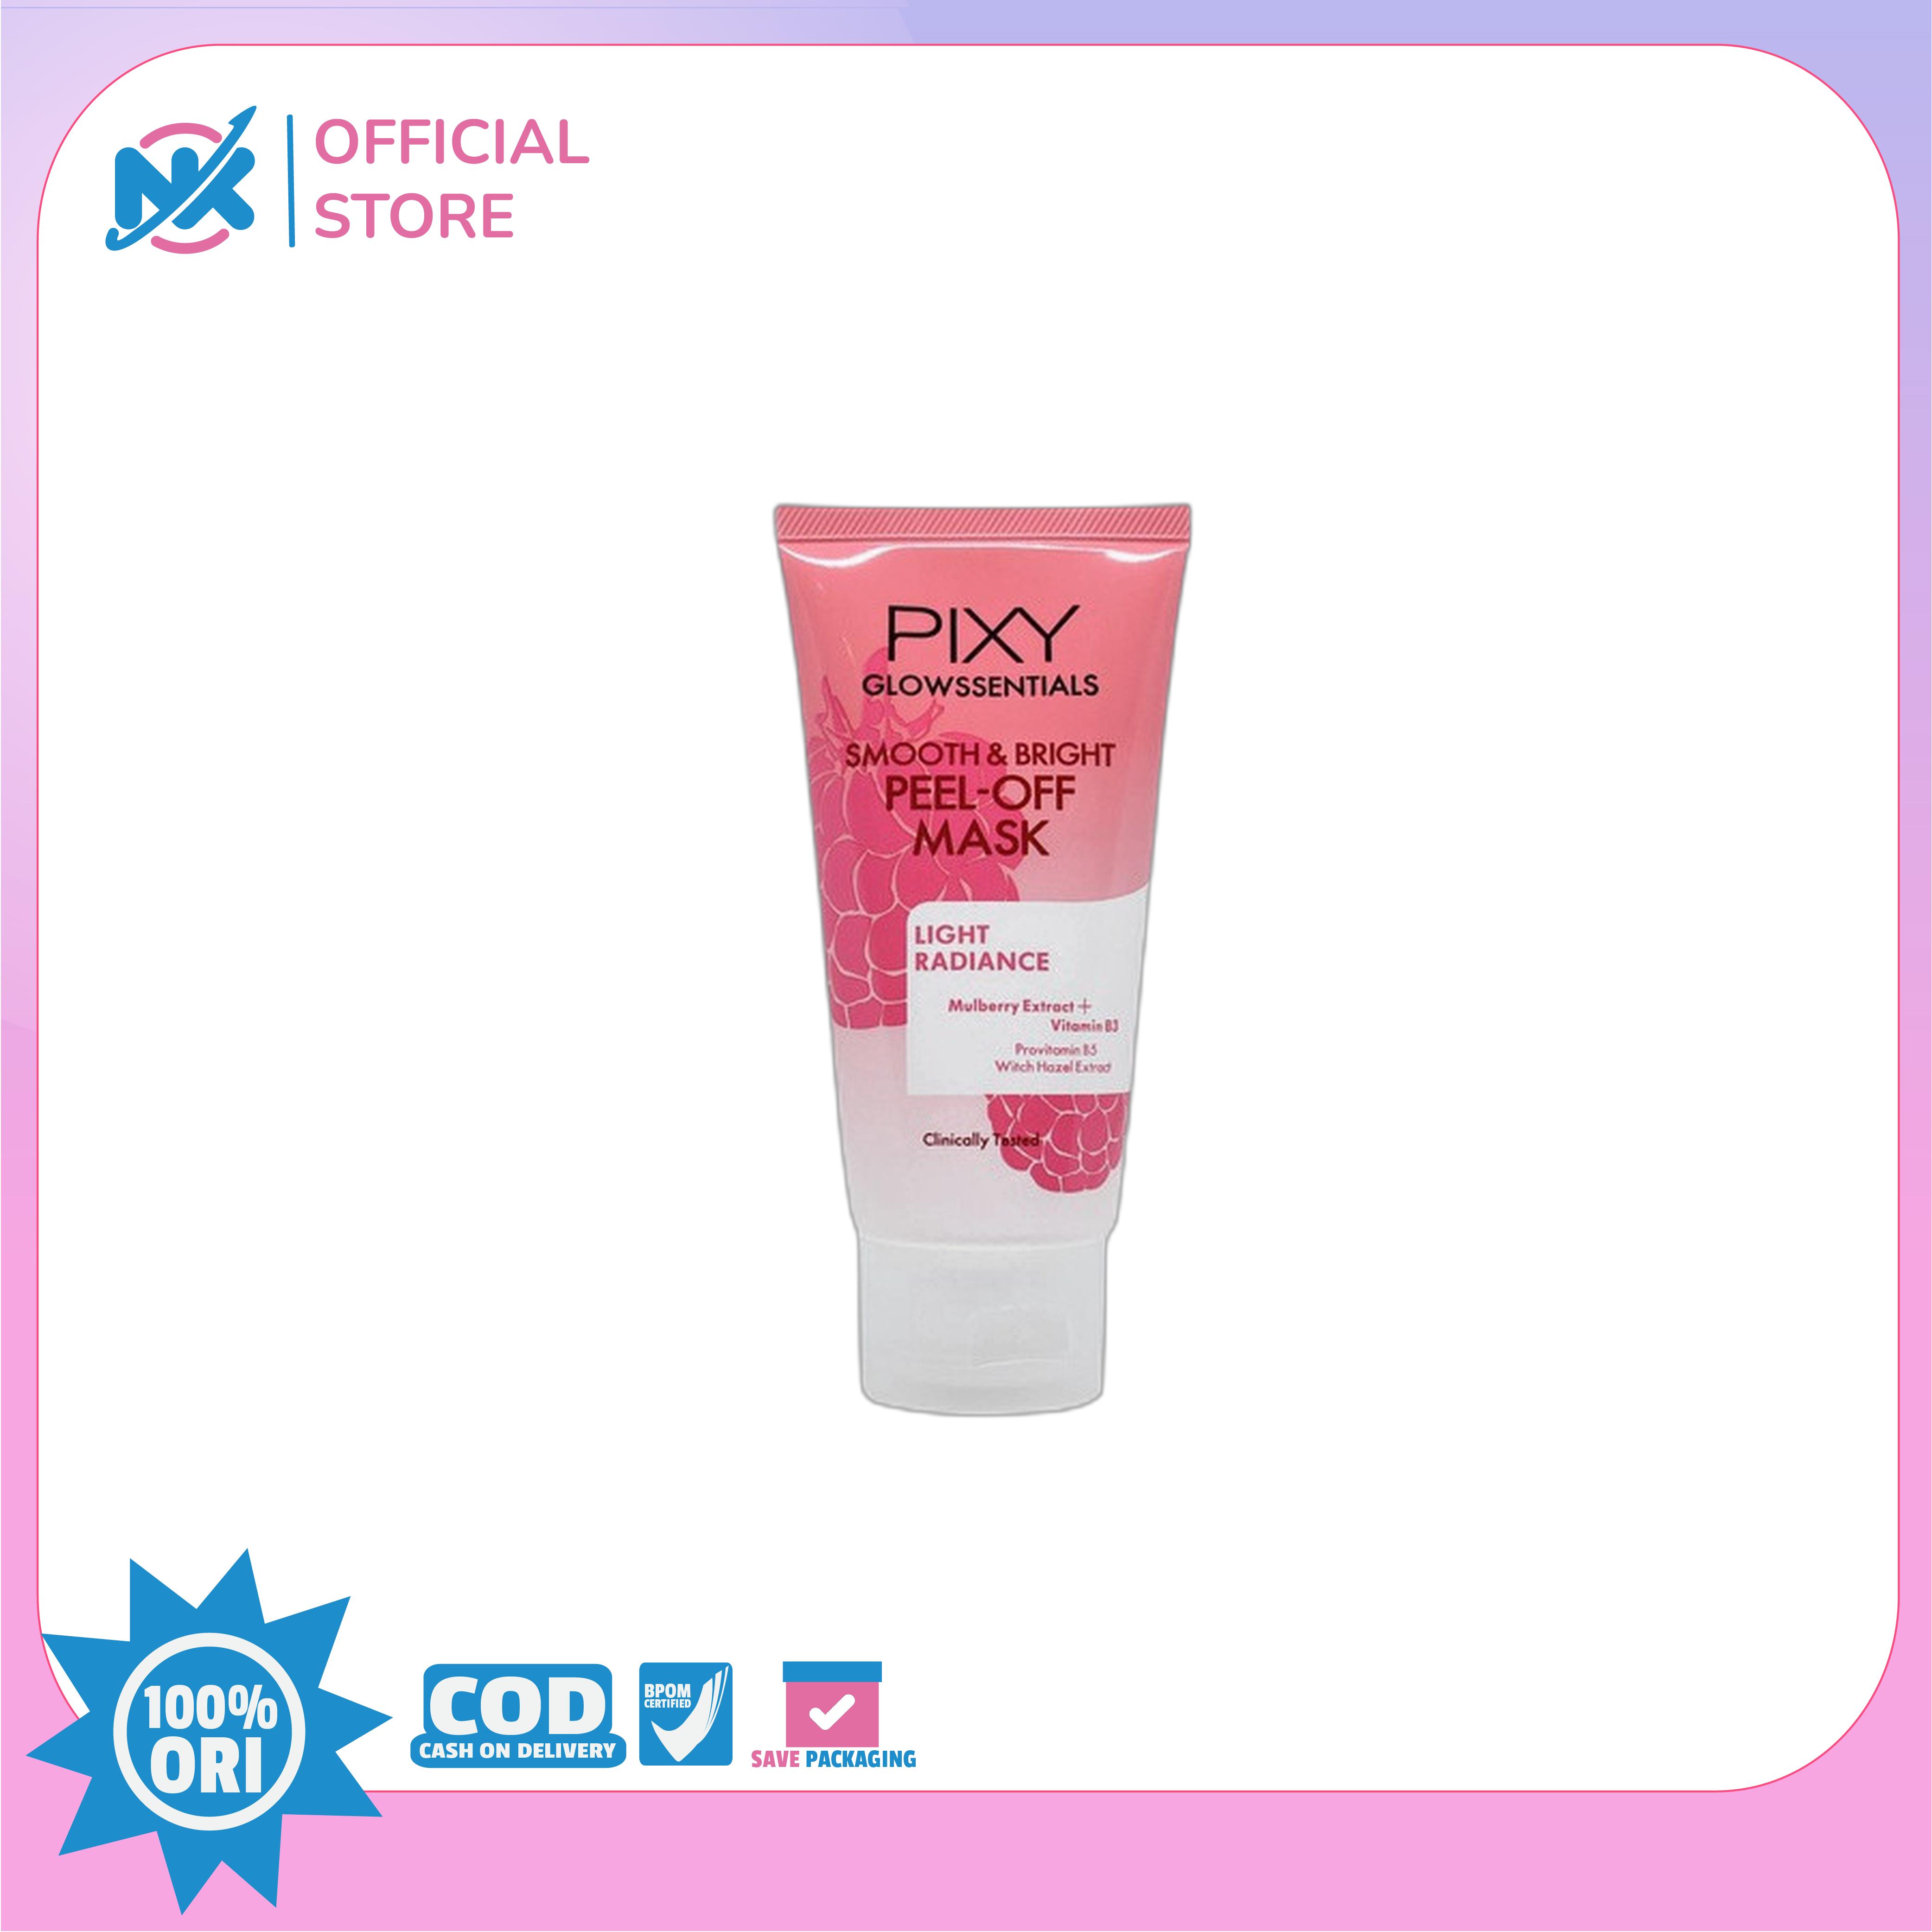 NK
OFFICIAL
STORE
PIXY
GLOWSSENTIALS
SMOOTH & BRIGHT
PEEL-OFF
MASK
LIGHT
RADIANCE
Mulberry Extract +
Vitamin B3
Provitamin B5
Witch Hazel Extract
Clinically Tested
100%
ORI
COD
CASH ON DELIVERY
BPOM
CERTIFIED
SAVE PACKAGING